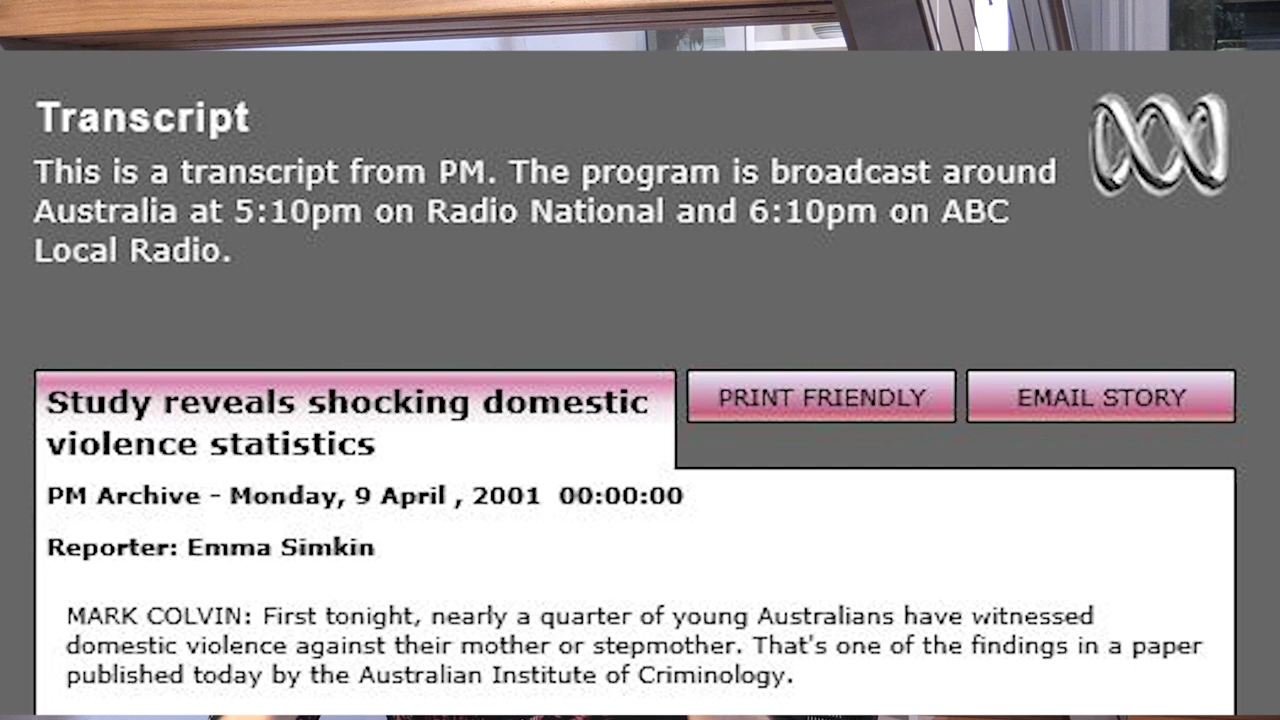 Transcript
This is a transcript from PM. The program is broadcast around
Australia at 5:10pm on Radio National and 6:10pm on ABC
Local Radio.
Study reveals shocking domestic
violence statistics
PRINT FRIENDLY
EMAIL STORY
PM Archive - Monday, 9 April , 2001 00:00:00
Reporter: Emma Simkin
MARK COLVIN: First tonight, nearly a quarter of young Australians have witnessed
domestic violence against their mother or stepmother. That's one of the findings in a paper
published today by the Australian Institute of Criminology.